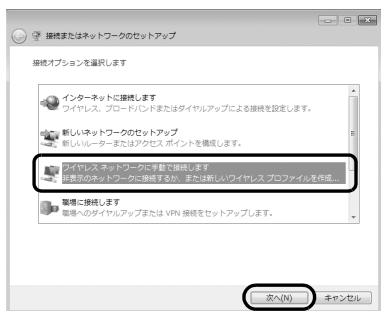 接続またはネットワークのセットアップ
接続オプションを選択します
インターネットに接続します
ワイヤレス、ブロードバンドまたはダイヤルアップによる接続を設定します。
新しいネットワークのセットアップ
新しいルーターまたはアクセス ポイントを構成します。
ワイヤレス ネットワークに手動で接続します
非表示のネットワークに接続するか、または新しいワイヤレス プロファイルを作成...
職場に接続します
職場へのダイヤルアップまたは VPN 接続をセットアップします。
次へ(N)
キャンセル